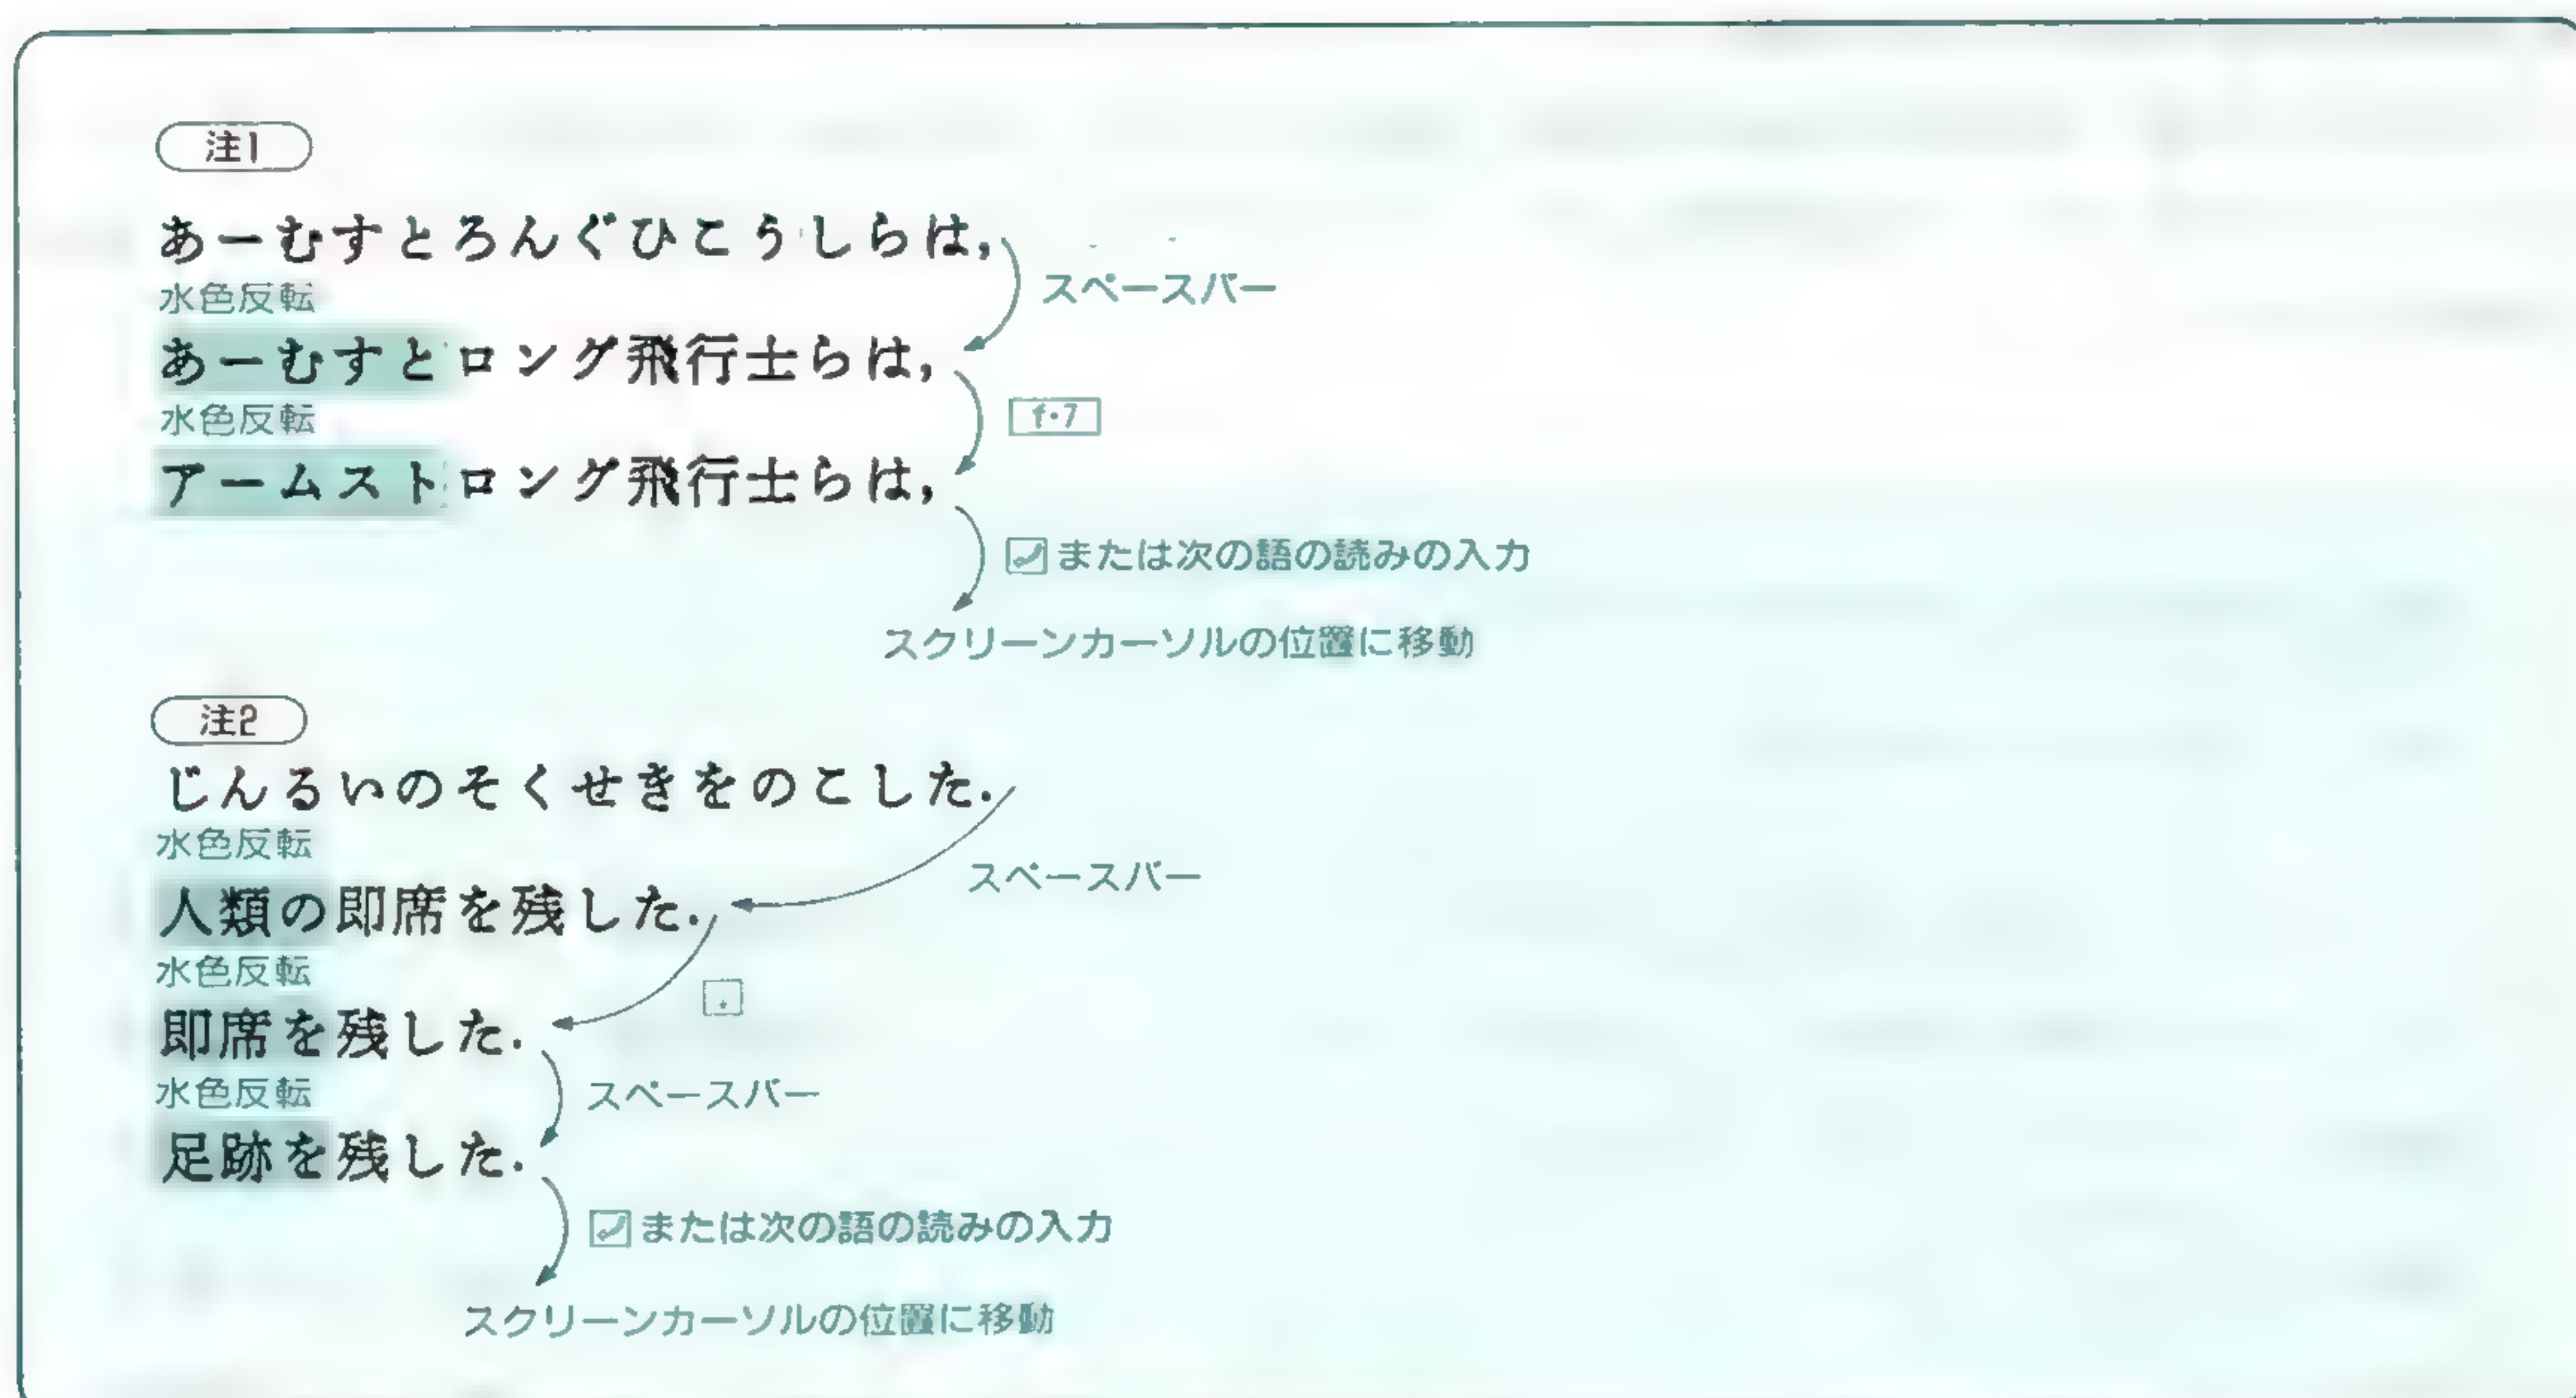 注1
あーむすとろんぐひこうしらは,
スペースバー
水色反転
あーむすとロング飛行士らは,
水色反転
f・7
アームストロング飛行士らは,
または次の語の読みの入力
スクリーンカーソルの位置に移動
注2
じんるいのそくせきをのこした.
水色反転
スペースバー
人類の即席を残した.
水色反転
.
即席を残した.
水色反転
スペースバー
足跡を残した.
または次の語の読みの入力
スクリーンカーソルの位置に移動